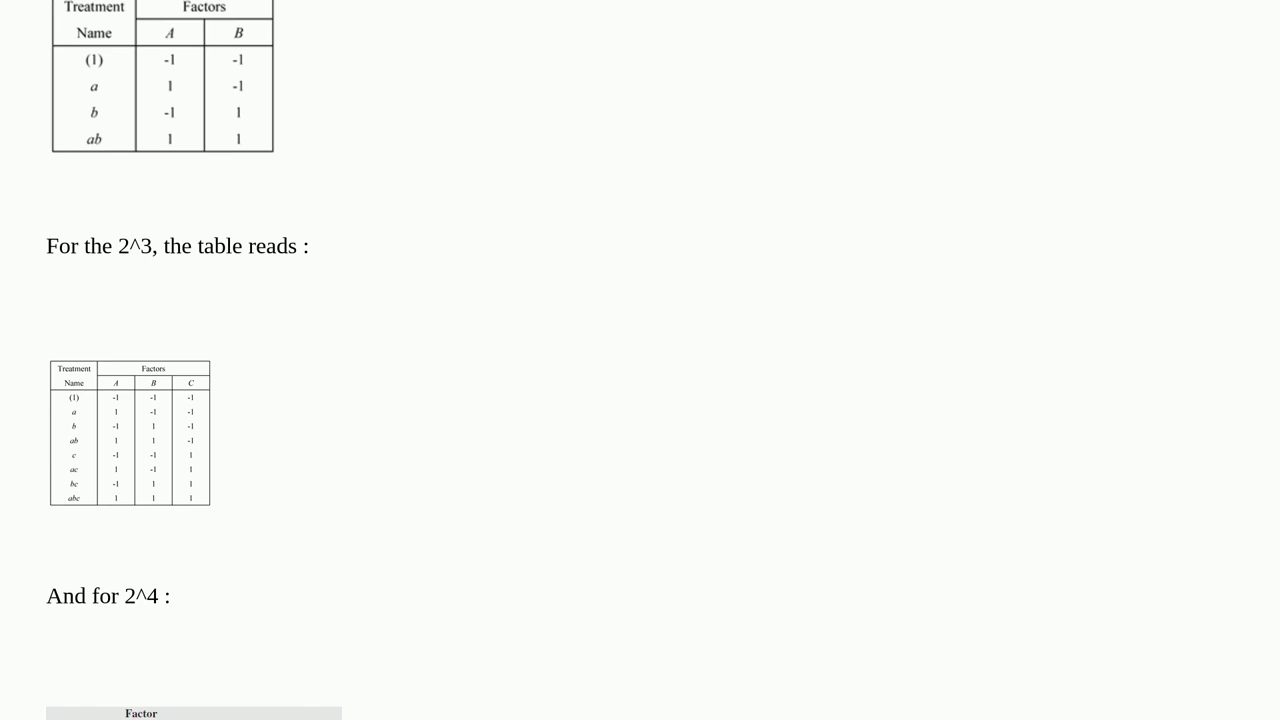 Treatment Factors
Name A B
(1) -1 -1
a 1 -1
b -1 1
ab 1 1
For the 2^3, the table reads :
Treatment Factors
Name A B C
(1) -1 -1 -1
a 1 -1 -1
b -1 1 -1
ab 1 1 -1
c -1 -1 1
ac 1 -1 1
bc -1 1 1
abc 1 1 1
And for 2^4 :
Factor